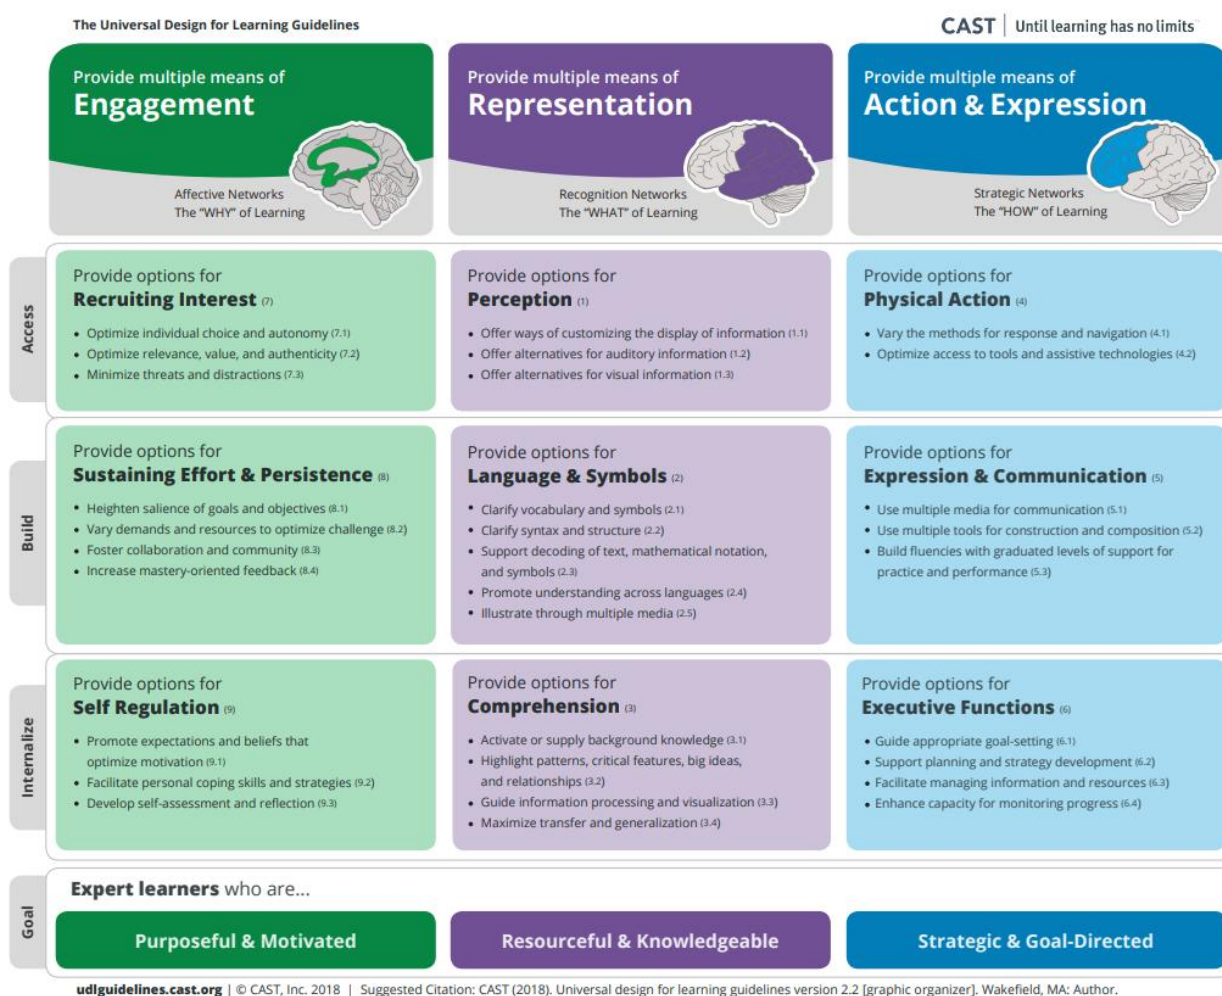 The Universal Design for Learning Guidelines
CAST | Until learning has no limits
Provide multiple means of
Engagement
Affective Networks
The "WHY" of Learning
Provide multiple means of
Representation
Recognition Networks
The "WHAT" of Learning
Provide multiple means of
Action & Expression
Strategic Networks
The "HOW" of Learning
Access
Provide options for
Recruiting Interest (7)
• Optimize individual choice and autonomy (7.1)
• Optimize relevance, value, and authenticity (7.2)
• Minimize threats and distractions (7.3)
Provide options for
Perception (1)
• Offer ways of customizing the display of information (1.1)
• Offer alternatives for auditory information (1.2)
• Offer alternatives for visual information (1.3)
Provide options for
Physical Action (4)
• Vary the methods for response and navigation (4.1)
• Optimize access to tools and assistive technologies (4.2)
Build
Provide options for
Sustaining Effort & Persistence (8)
• Heighten salience of goals and objectives (8.1)
• Vary demands and resources to optimize challenge (8.2)
• Foster collaboration and community (8.3)
• Increase mastery-oriented feedback (8.4)
Provide options for
Language & Symbols (2)
• Clarify vocabulary and symbols (2.1)
• Clarify syntax and structure (2.2)
• Support decoding of text, mathematical notation,
and symbols (2.3)
• Promote understanding across languages (2.4)
• Illustrate through multiple media (2.5)
Provide options for
Expression & Communication (5)
• Use multiple media for communication (5.1)
• Use multiple tools for construction and composition (5.2)
• Build fluencies with graduated levels of support for
practice and performance (5.3)
Internalize
Provide options for
Self Regulation (9)
• Promote expectations and beliefs that
optimize motivation (9.1)
• Facilitate personal coping skills and strategies (9.2)
• Develop self-assessment and reflection (9.3)
Provide options for
Comprehension (3)
• Activate or supply background knowledge (3.1)
• Highlight patterns, critical features, big ideas,
and relationships (3.2)
• Guide information processing and visualization (3.3)
• Maximize transfer and generalization (3.4)
Provide options for
Executive Functions (6)
• Guide appropriate goal-setting (6.1)
• Support planning and strategy development (6.2)
• Facilitate managing information and resources (6.3)
• Enhance capacity for monitoring progress (6.4)
Goal
Expert learners who are...
Purposeful & Motivated
Resourceful & Knowledgeable
Strategic & Goal-Directed
udlguidelines.cast.org | © CAST, Inc. 2018 | Suggested Citation: CAST (2018). Universal design for learning guidelines version 2.2 [graphic organizer]. Wakefield, MA: Author.